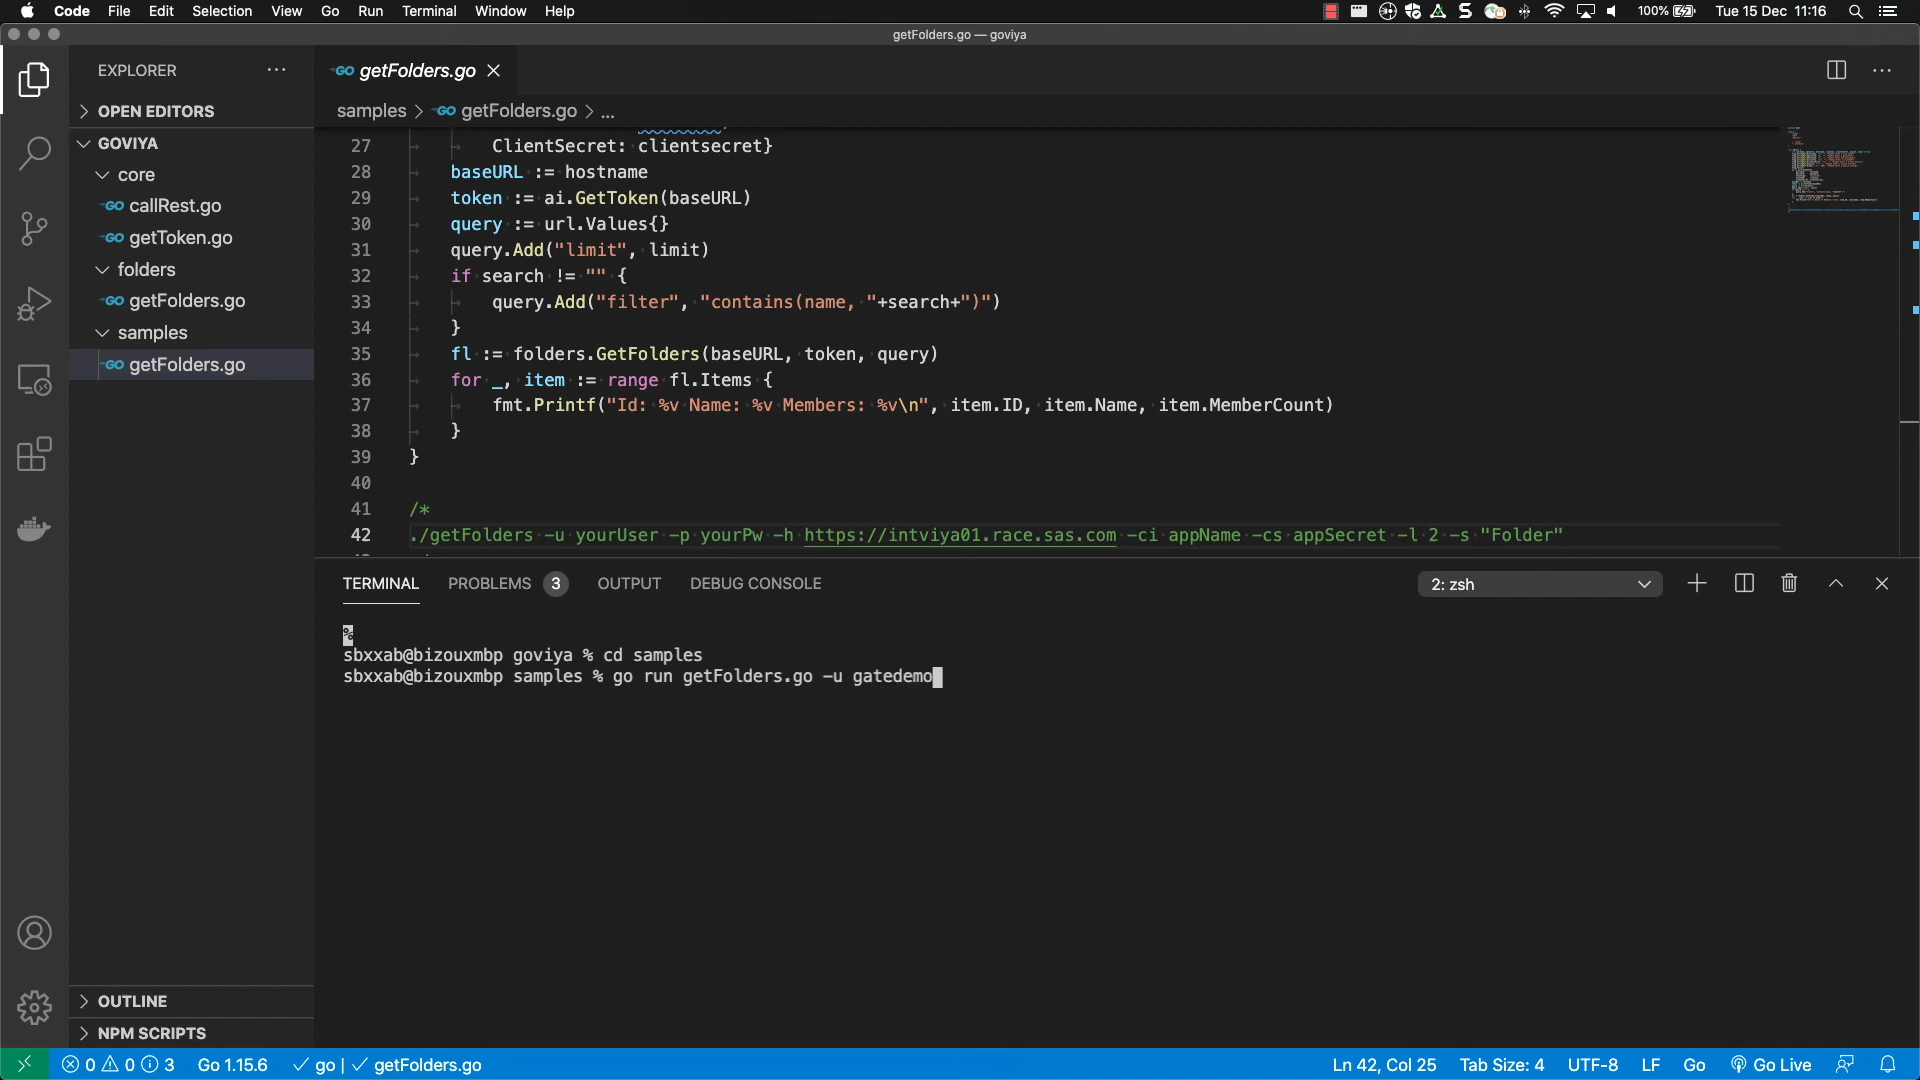 Code File Edit Selection View Go Run Terminal Window Help 100% Tue 15 Dec 11:16
getFolders.go — goviya
EXPLORER ...
OPEN EDITORS
GOVIYA
core
GO callRest.go
GO getToken.go
folders
GO getFolders.go
samples
GO getFolders.go
OUTLINE
NPM SCRIPTS
GO getFolders.go
samples > GO getFolders.go > ...
27 ClientSecret: clientsecret}
28 baseURL := hostname
29 token := ai.GetToken(baseURL)
30 query := url.Values{}
31 query.Add("limit", limit)
32 if search != "" {
33 query.Add("filter", "contains(name, "+search+")")
34 }
35 fl := folders.GetFolders(baseURL, token, query)
36 for _, item := range fl.Items {
37 fmt.Printf("Id: %v Name: %v Members: %v\n", item.ID, item.Name, item.MemberCount)
38 }
39 }
40
41 /*
42 ./getFolders -u yourUser -p yourPw -h https://intviya01.race.sas.com -ci appName -cs appSecret -l 2 -s "Folder"
TERMINAL PROBLEMS 3 OUTPUT DEBUG CONSOLE 2: zsh
%
sbxxab@bizouxmbp goviya % cd samples
sbxxab@bizouxmbp samples % go run getFolders.go -u gatedemo
0 0 3 Go 1.15.6 go | getFolders.go Ln 42, Col 25 Tab Size: 4 UTF-8 LF Go Go Live